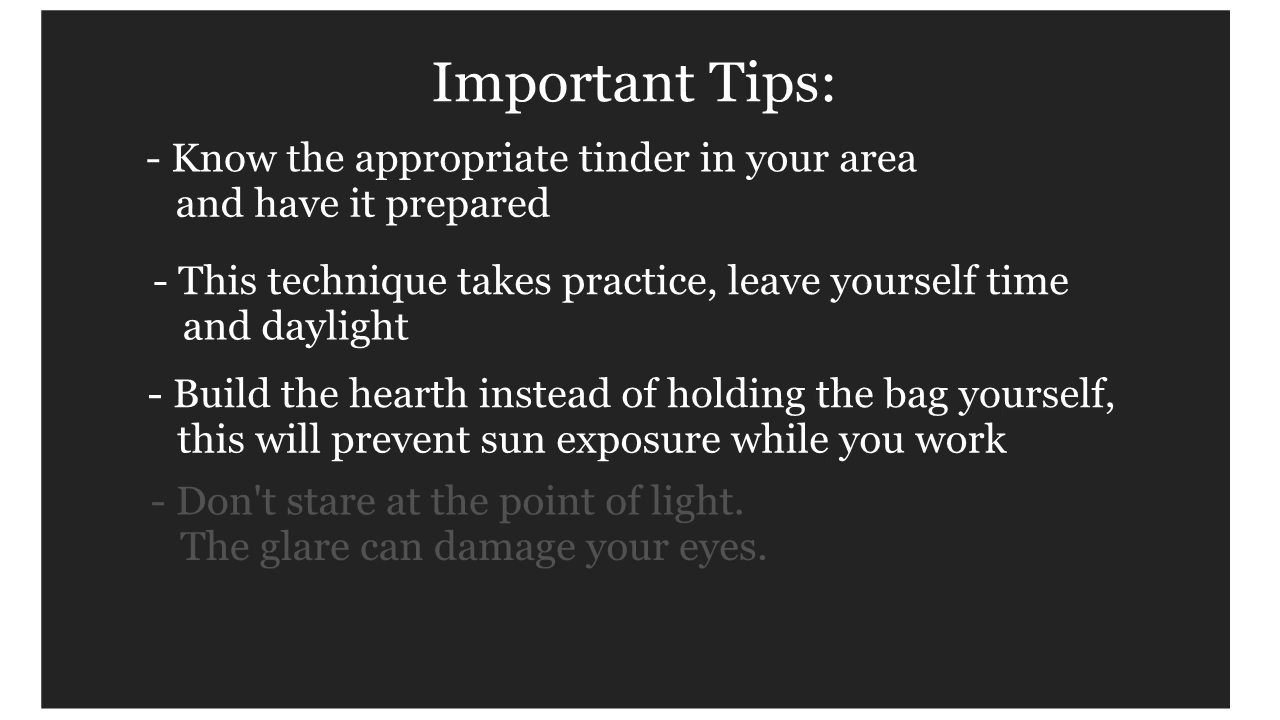 Important Tips:
- Know the appropriate tinder in your area
and have it prepared
- This technique takes practice, leave yourself time
and daylight
- Build the hearth instead of holding the bag yourself,
this will prevent sun exposure while you work
- Don't stare at the point of light.
The glare can damage your eyes.